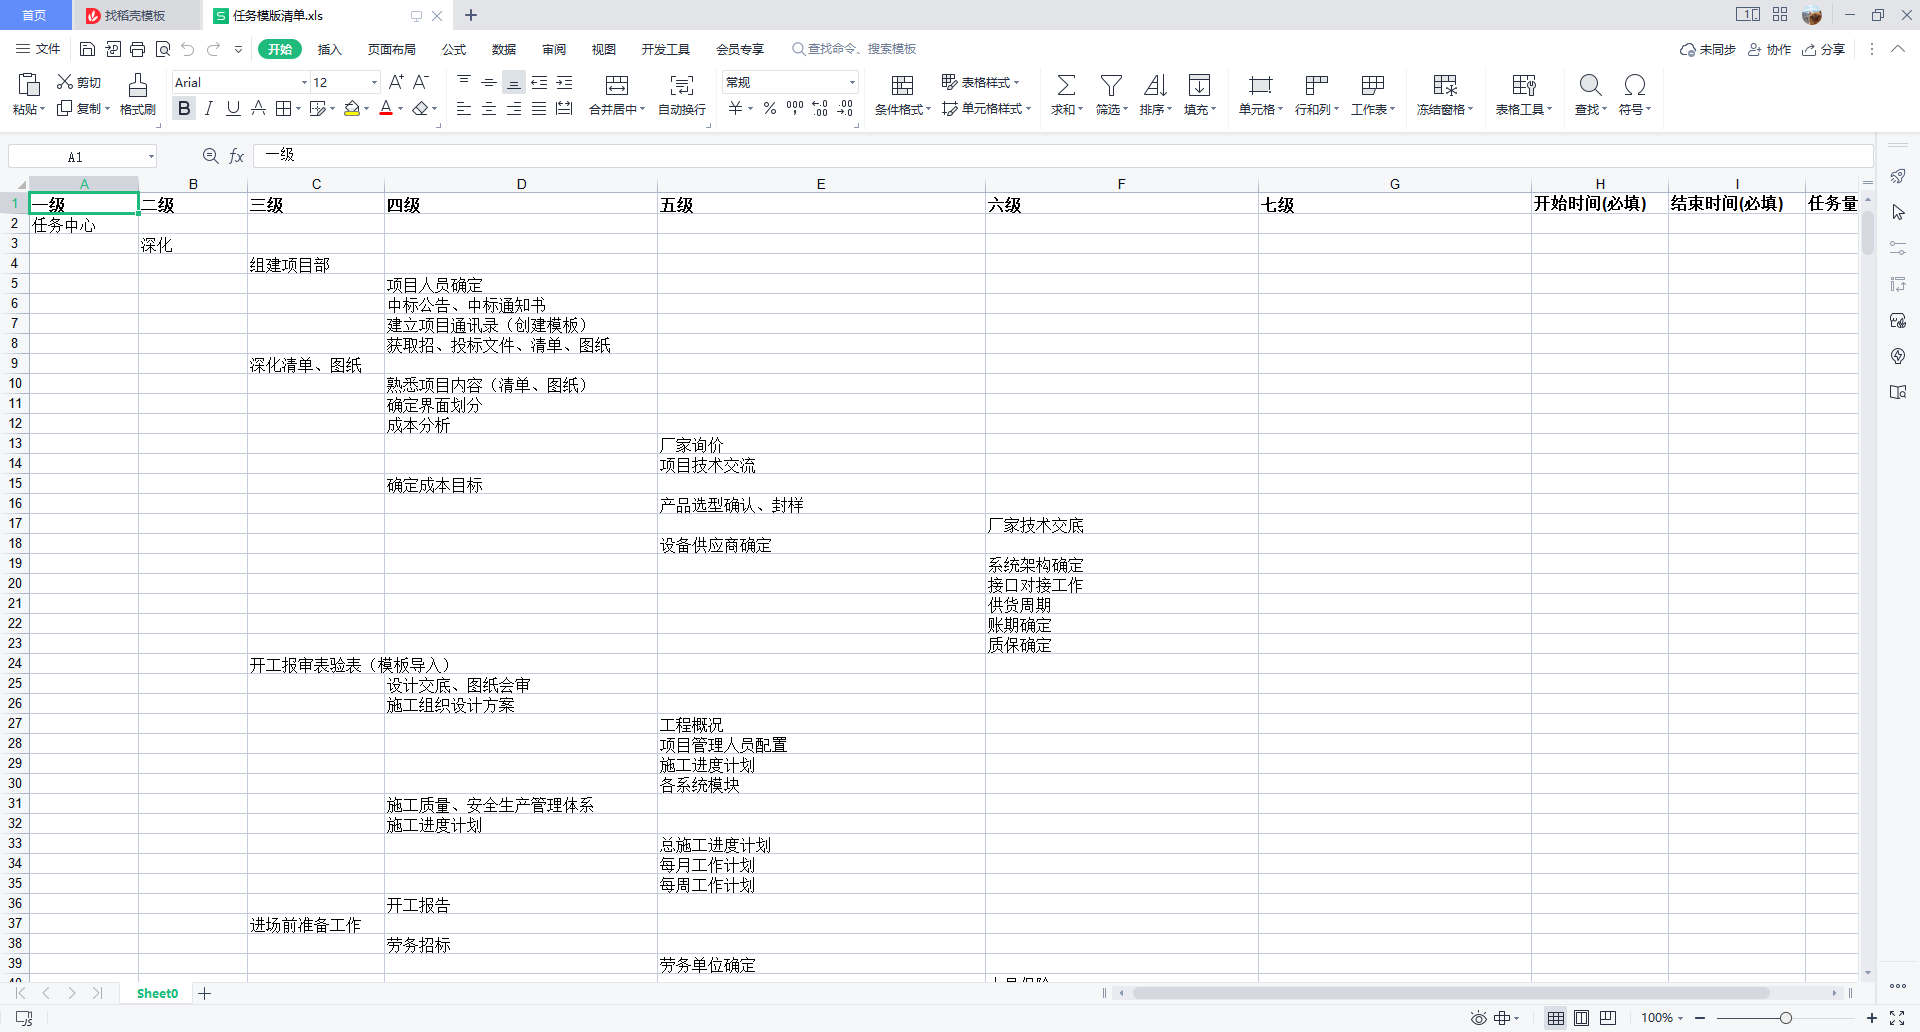 首页 找稻壳模板 任务模版清单.xls
文件 开始 插入 页面布局 公式 数据 审阅 视图 开发工具 会员专享 查找命令、搜索模板 未同步 协作 分享
粘贴 剪切 复制 格式刷 Arial 12 合并居中 自动换行 常规 条件格式 表格样式 单元格样式 求和 筛选 排序 填充 单元格 行和列 工作表 冻结窗格 表格工具 查找 符号
A1 fx 一级
A B C D E F G H I
1 一级 二级 三级 四级 五级 六级 七级 开始时间(必填) 结束时间(必填) 任务量
2 任务中心
3 深化
4 组建项目部
5 项目人员确定
6 中标公告、中标通知书
7 建立项目通讯录（创建模板）
8 获取招、投标文件、清单、图纸
9 深化清单、图纸
10 熟悉项目内容（清单、图纸）
11 确定界面划分
12 成本分析
13 厂家询价
14 项目技术交流
15 确定成本目标
16 产品选型确认、封样
17 厂家技术交底
18 设备供应商确定
19 系统架构确定
20 接口对接工作
21 供货周期
22 账期确定
23 质保确定
24 开工报审表验表（模板导入）
25 设计交底、图纸会审
26 施工组织设计方案
27 工程概况
28 项目管理人员配置
29 施工进度计划
30 各系统模块
31 施工质量、安全生产管理体系
32 施工进度计划
33 总施工进度计划
34 每月工作计划
35 每周工作计划
36 开工报告
37 进场前准备工作
38 劳务招标
39 劳务单位确定
Sheet0
100%